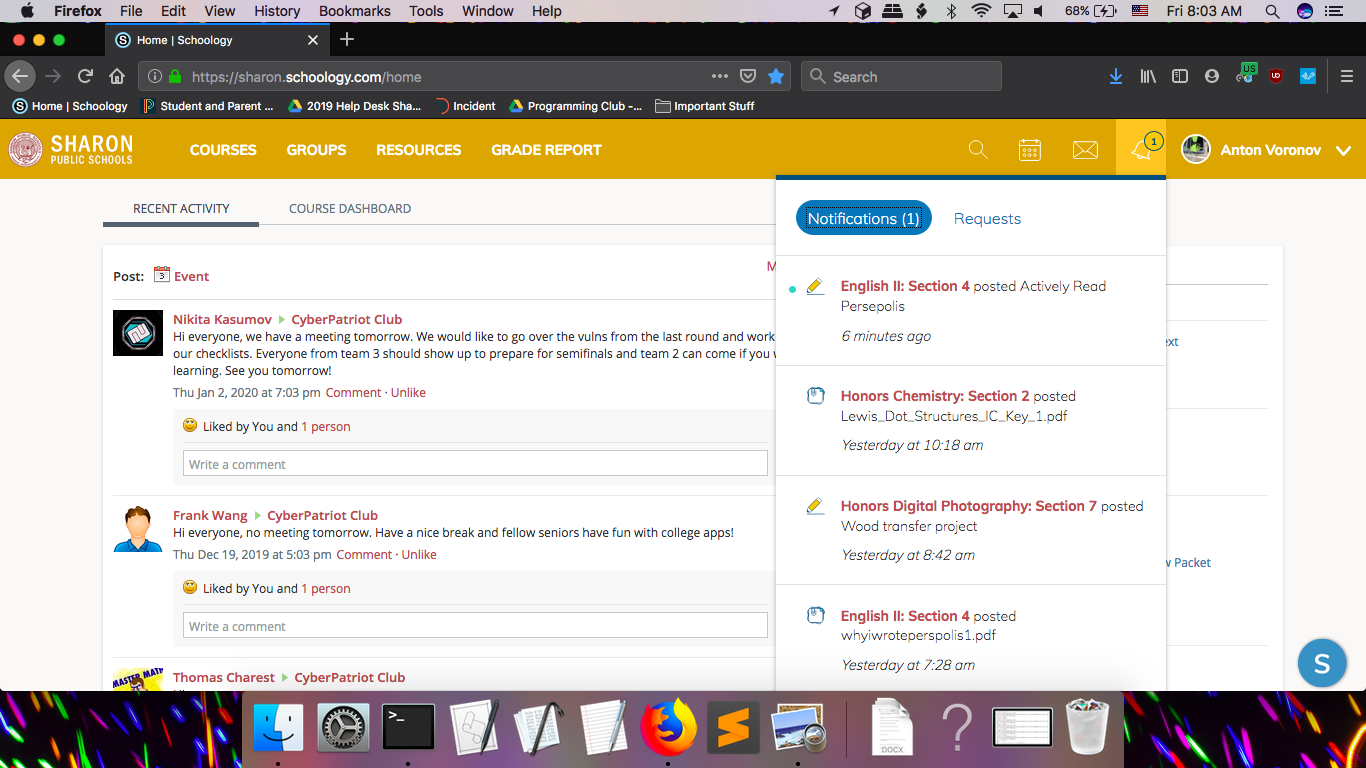 Firefox File Edit View History Bookmarks Tools Window Help 68% Fri 8:03 AM
Home | Schoology
https://sharon.schoology.com/home Search US UD
Home | Schoology Student and Parent ... 2019 Help Desk Sha... Incident Programming Club -... Important Stuff
SHARON PUBLIC SCHOOLS COURSES GROUPS RESOURCES GRADE REPORT 1 Anton Voronov
RECENT ACTIVITY COURSE DASHBOARD
Notifications (1) Requests
Post: 3 Event M
English II: Section 4 posted Actively Read
Persepolis
6 minutes ago
Nikita Kasumov CyberPatriot Club
Hi everyone, we have a meeting tomorrow. We would like to go over the vulns from the last round and work
our checklists. Everyone from team 3 should show up to prepare for semifinals and team 2 can come if you w
learning. See you tomorrow!
Thu Jan 2, 2020 at 7:03 pm Comment · Unlike
Liked by You and 1 person
Write a comment
ext
Honors Chemistry: Section 2 posted
Lewis_Dot_Structures_IC_Key_1.pdf
Yesterday at 10:18 am
Honors Digital Photography: Section 7 posted
Wood transfer project
Yesterday at 8:42 am
Frank Wang CyberPatriot Club
Hi everyone, no meeting tomorrow. Have a nice break and fellow seniors have fun with college apps!
Thu Dec 19, 2019 at 5:03 pm Comment · Unlike
Liked by You and 1 person
Write a comment
w Packet
English II: Section 4 posted
whyiwroteperspolis1.pdf
Yesterday at 7:28 am
MASTER MATH
Thomas Charest CyberPatriot Club
S
>_
DOCX